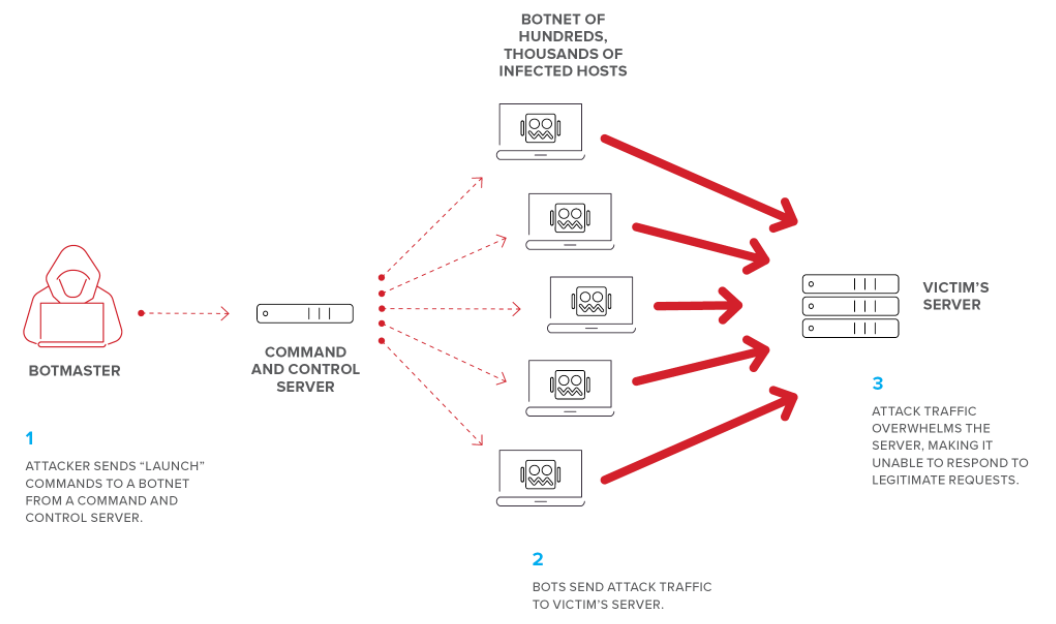 BOTNET OF
HUNDREDS,
THOUSANDS OF
INFECTED HOSTS
BOTMASTER
COMMAND
AND CONTROL
SERVER
VICTIM'S
SERVER
1
ATTACKER SENDS “LAUNCH”
COMMANDS TO A BOTNET
FROM A COMMAND AND
CONTROL SERVER.
2
BOTS SEND ATTACK TRAFFIC
TO VICTIM'S SERVER.
3
ATTACK TRAFFIC
OVERWHELMS THE
SERVER, MAKING IT
UNABLE TO RESPOND TO
LEGITIMATE REQUESTS.